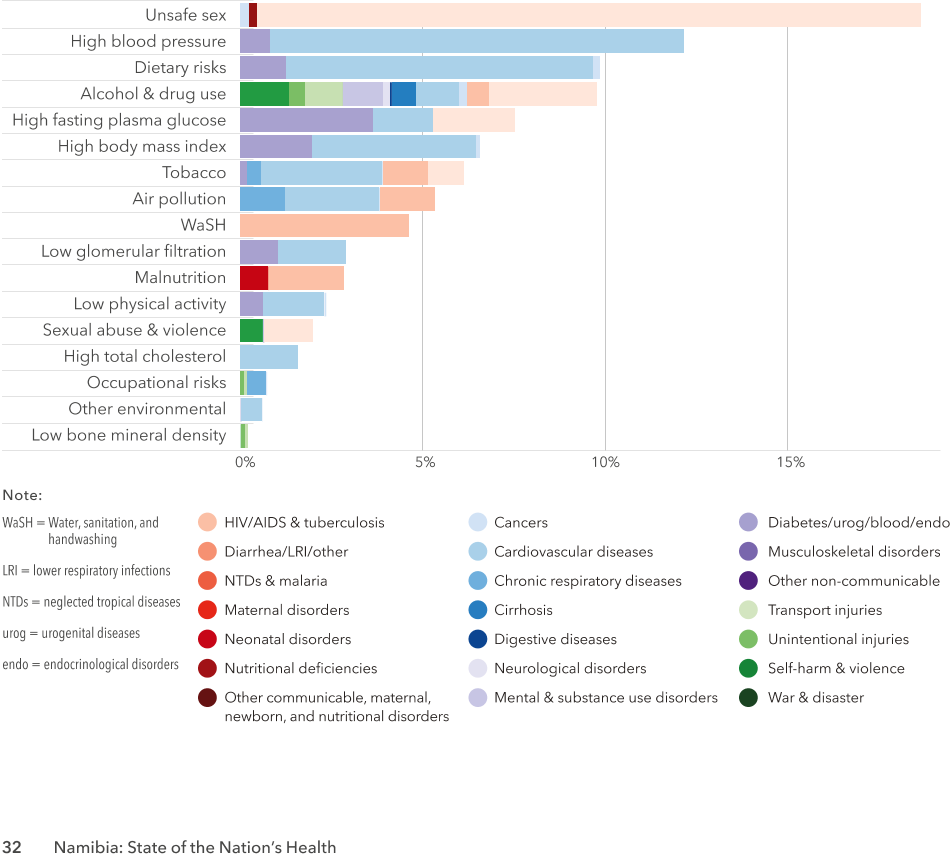 Unsafe sex
High blood pressure
Dietary risks
Alcohol & drug use
High fasting plasma glucose
High body mass index
Tobacco
Air pollution
WaSH
Low glomerular filtration
Malnutrition
Low physical activity
Sexual abuse & violence
High total cholesterol
Occupational risks
Other environmental
Low bone mineral density
0% 5% 10% 15%
Note:
WaSH = Water, sanitation, and
handwashing
LRI = lower respiratory infections
NTDs = neglected tropical diseases
urog = urogenital diseases
endo = endocrinological disorders
HIV/AIDS & tuberculosis
Diarrhea/LRI/other
NTDs & malaria
Maternal disorders
Neonatal disorders
Nutritional deficiencies
Other communicable, maternal,
newborn, and nutritional disorders
Cancers
Cardiovascular diseases
Chronic respiratory diseases
Cirrhosis
Digestive diseases
Neurological disorders
Mental & substance use disorders
Diabetes/urog/blood/endo
Musculoskeletal disorders
Other non-communicable
Transport injuries
Unintentional injuries
Self-harm & violence
War & disaster
32 Namibia: State of the Nation's Health